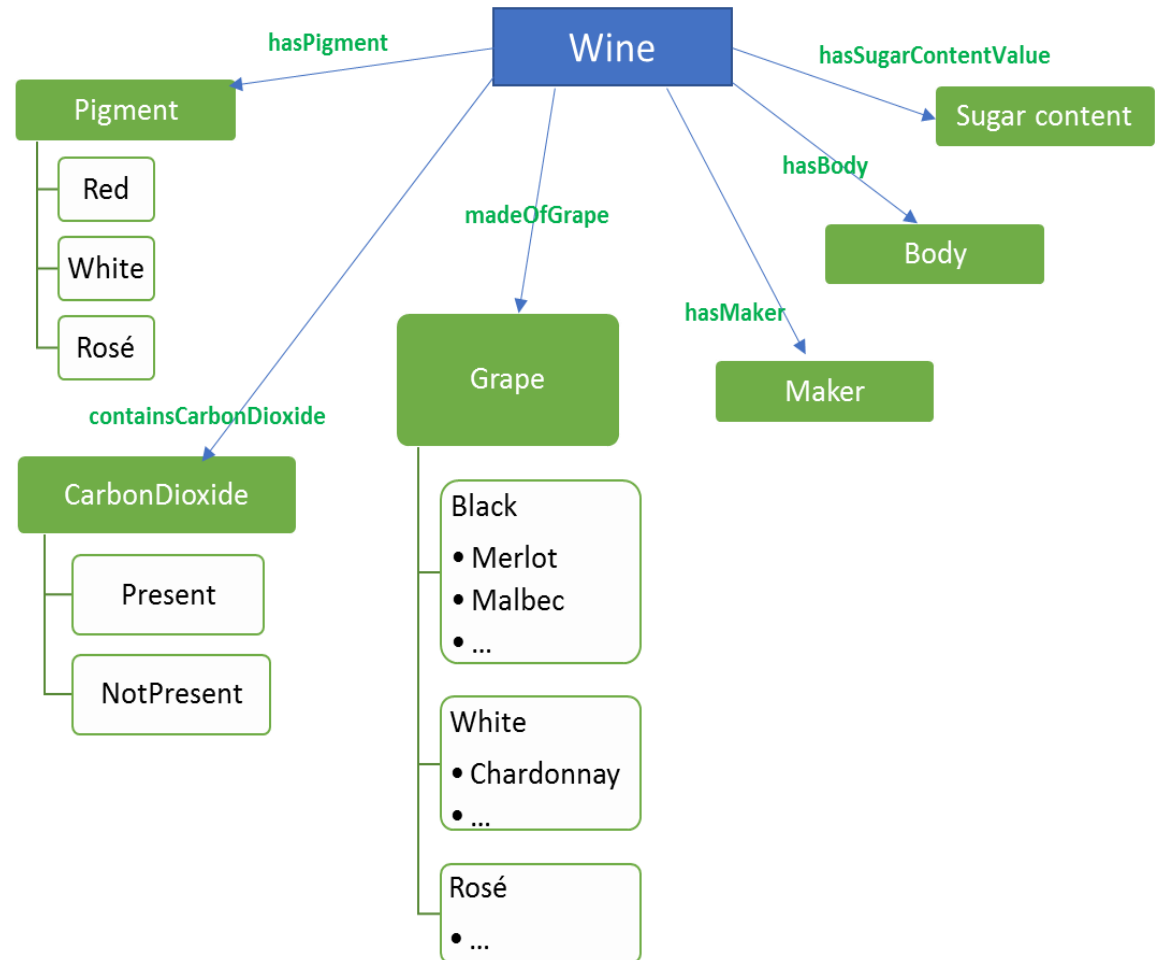 Wine
hasPigment
hasSugarContentValue
Pigment
Sugar content
Red
White
Rosé
hasBody
Body
madeOfGrape
hasMaker
Maker
containsCarbonDioxide
CarbonDioxide
Present
NotPresent
Grape
Black
• Merlot
• Malbec
• ...
White
• Chardonnay
• ...
Rosé
• ...